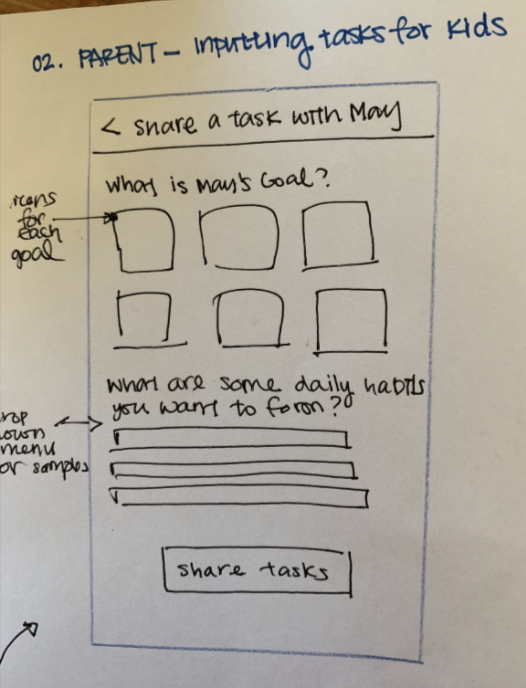 02. PARENT - Inputting tasks for kids
< share a task with May
What is May's Goal?
icons
for
each
goal
What are some daily habits
you want to form?
rop
own
menu
or samples
share tasks